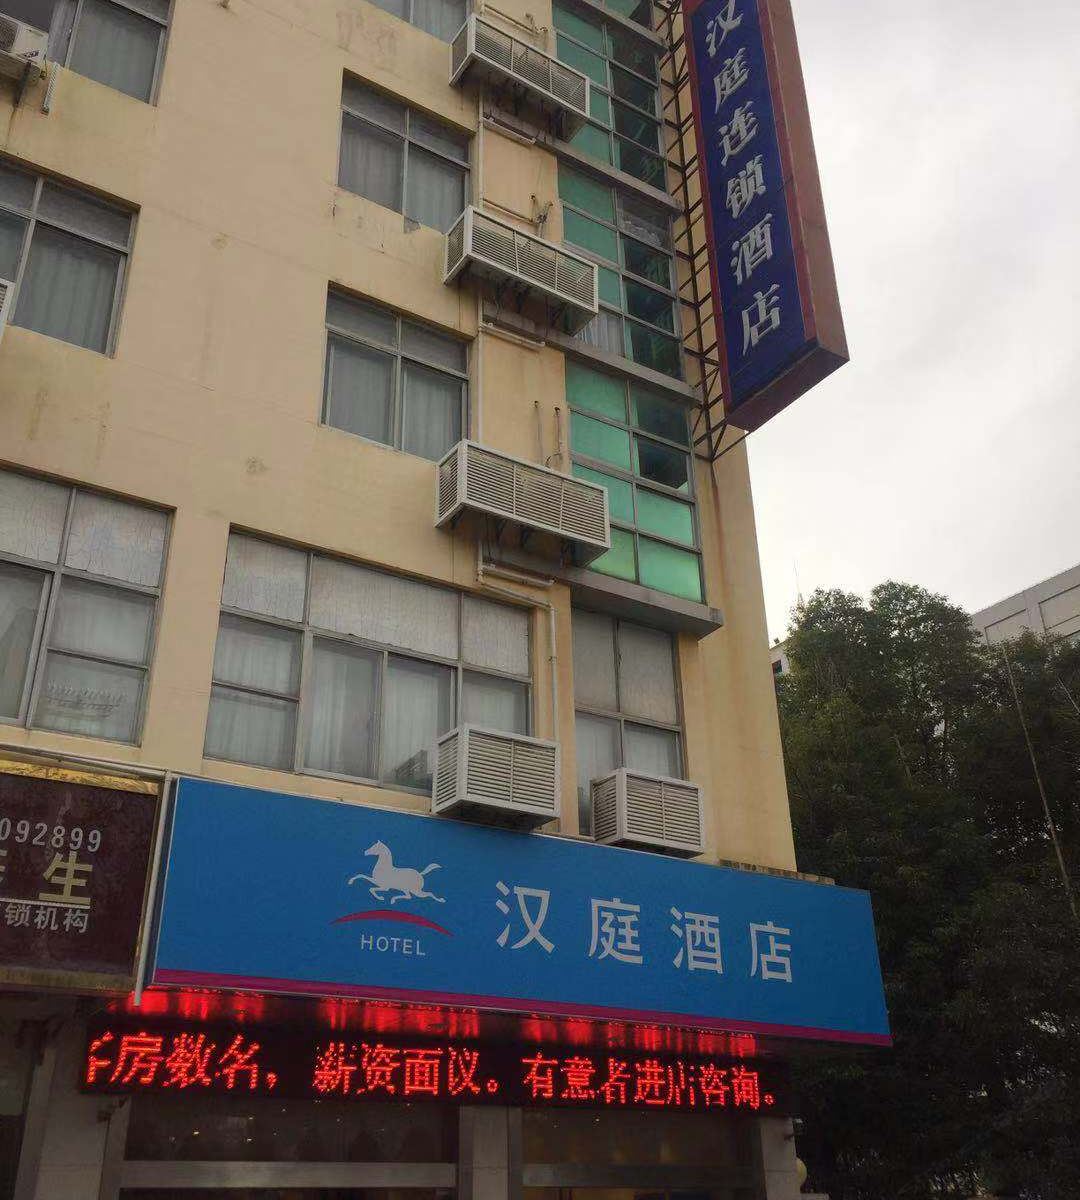 汉庭连锁酒店
092899
生
锁机构
HOTEL
汉庭酒店
房数名，薪资面议。有意者进店咨询。